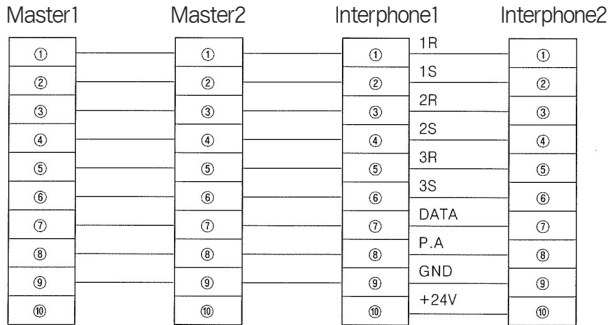 Master1 Master2 Interphone1 Interphone2
① ① ① 1R ①
② ② ② 1S ②
③ ③ ③ 2R ③
④ ④ ④ 2S ④
⑤ ⑤ ⑤ 3R ⑤
⑥ ⑥ ⑥ 3S ⑥
⑦ ⑦ ⑦ DATA ⑦
⑧ ⑧ ⑧ P.A ⑧
⑨ ⑨ ⑨ GND ⑨
⑩ ⑩ ⑩ +24V ⑩